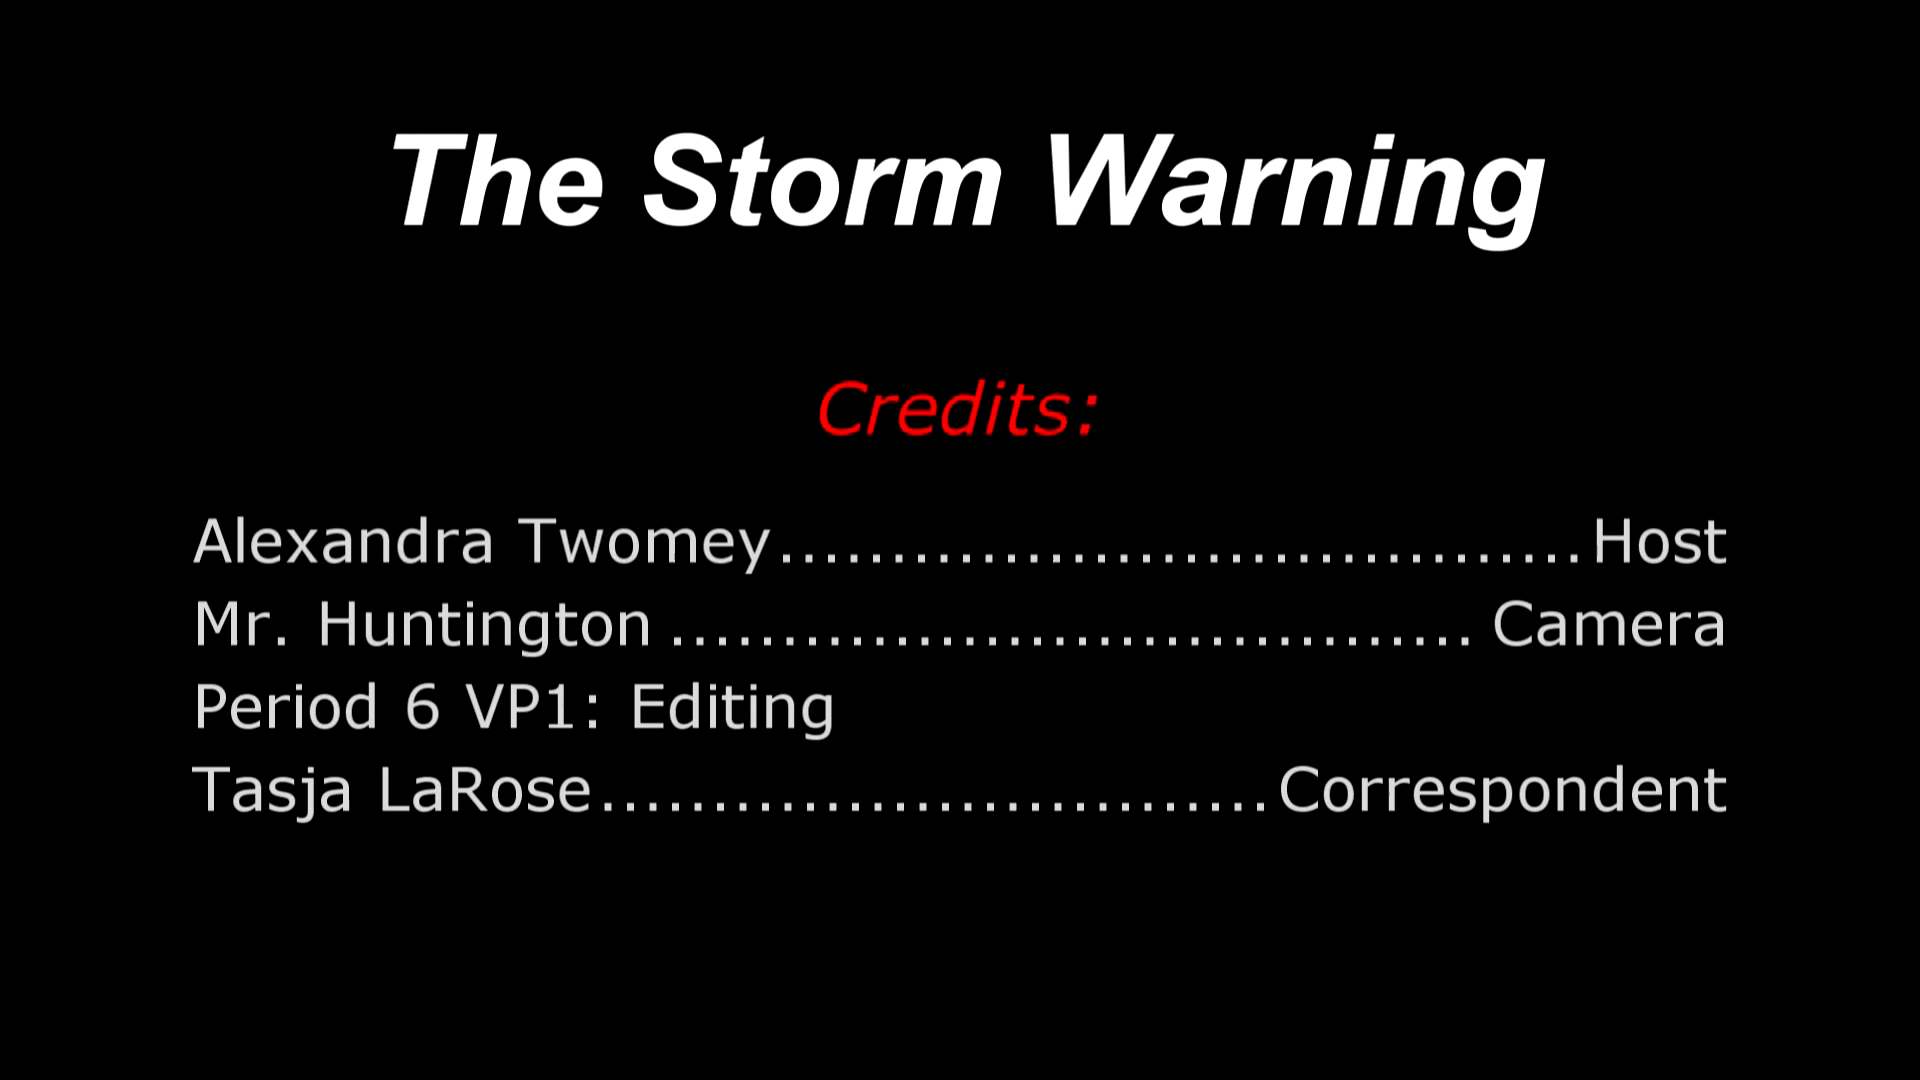 The Storm Warning
Credits:
Alexandra Twomey....................................Host
Mr. Huntington .................................... Camera
Period 6 VP1: Editing
Tasja LaRose..............................Correspondent